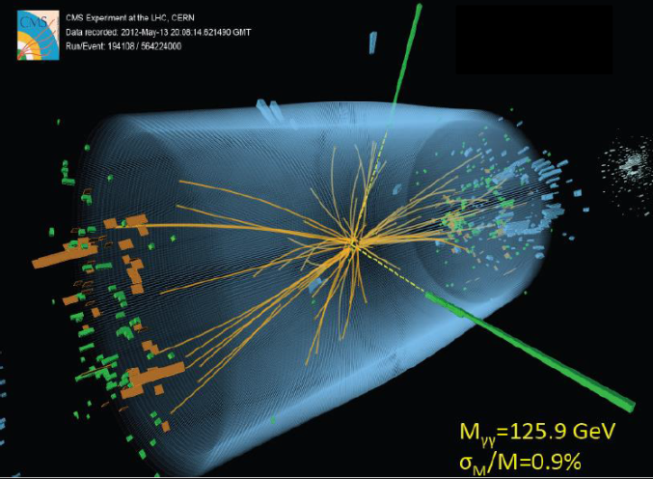 CMS
CMS Experiment at the LHC, CERN
Data recorded: 2012-May-13 20:08:14.621490 GMT
Run/Event: 194108 / 564224000
Mγγ=125.9 GeV
σM/M=0.9%